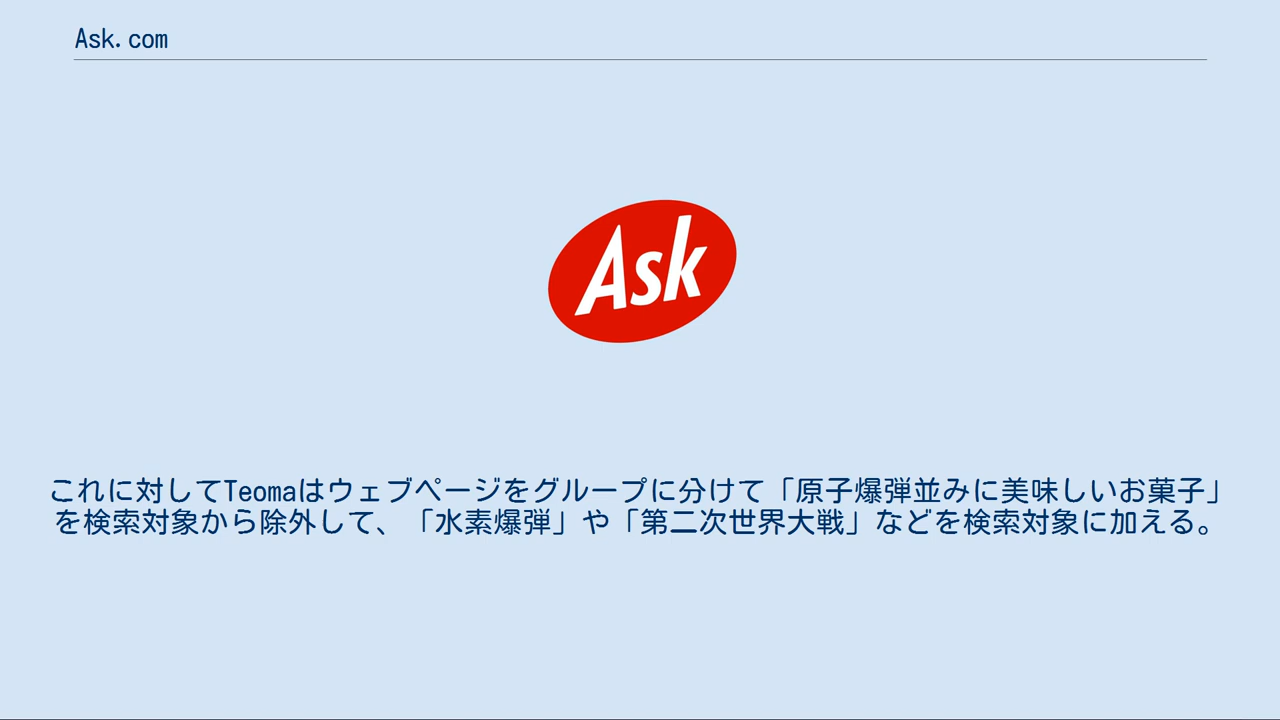 Ask.com
Ask
これに対してTeomaはウェブページをグループに分けて「原子爆弾並みに美味しいお菓子」
を検索対象から除外して、「水素爆弾」や「第二次世界大戦」などを検索対象に加える。